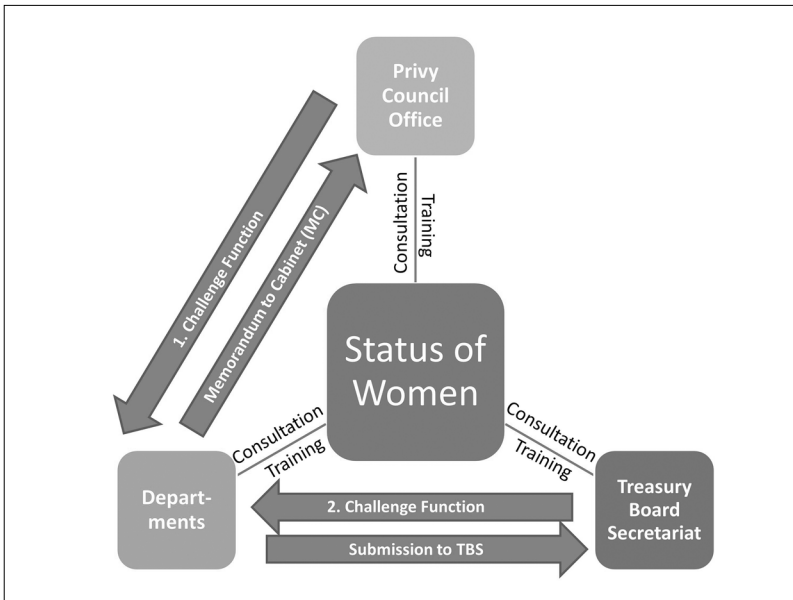 Privy
Council
Office
1. Challenge Function
Memorandum to Cabinet (MC)
Consultation
Training
Status of
Women
Consultation
Training
Consultation
Training
Depart-
ments
2. Challenge Function
Submission to TBS
Treasury
Board
Secretariat